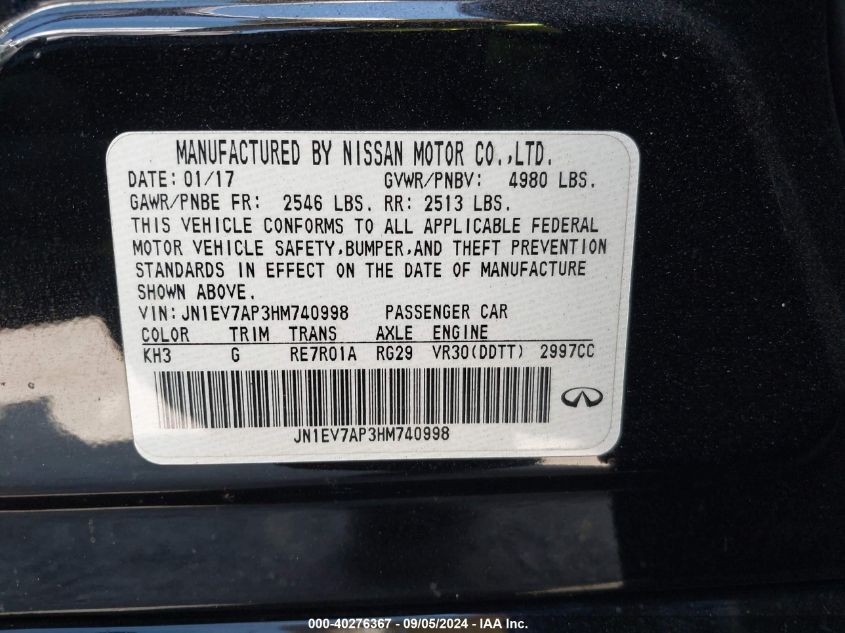 MANUFACTURED BY NISSAN MOTOR CO.,LTD.
DATE: 01/17 GVWR/PNBV: 4980 LBS.
GAWR/PNBE FR: 2546 LBS. RR: 2513 LBS.
THIS VEHICLE CONFORMS TO ALL APPLICABLE FEDERAL
MOTOR VEHICLE SAFETY,BUMPER,AND THEFT PREVENTION
STANDARDS IN EFFECT ON THE DATE OF MANUFACTURE
SHOWN ABOVE.
VIN: JN1EV7AP3HM740998 PASSENGER CAR
COLOR TRIM TRANS AXLE ENGINE
KH3 G RE7R01A RG29 VR30(DDTT) 2997CC
JN1EV7AP3HM740998
000-40276367 - 09/05/2024 - IAEV Inc.